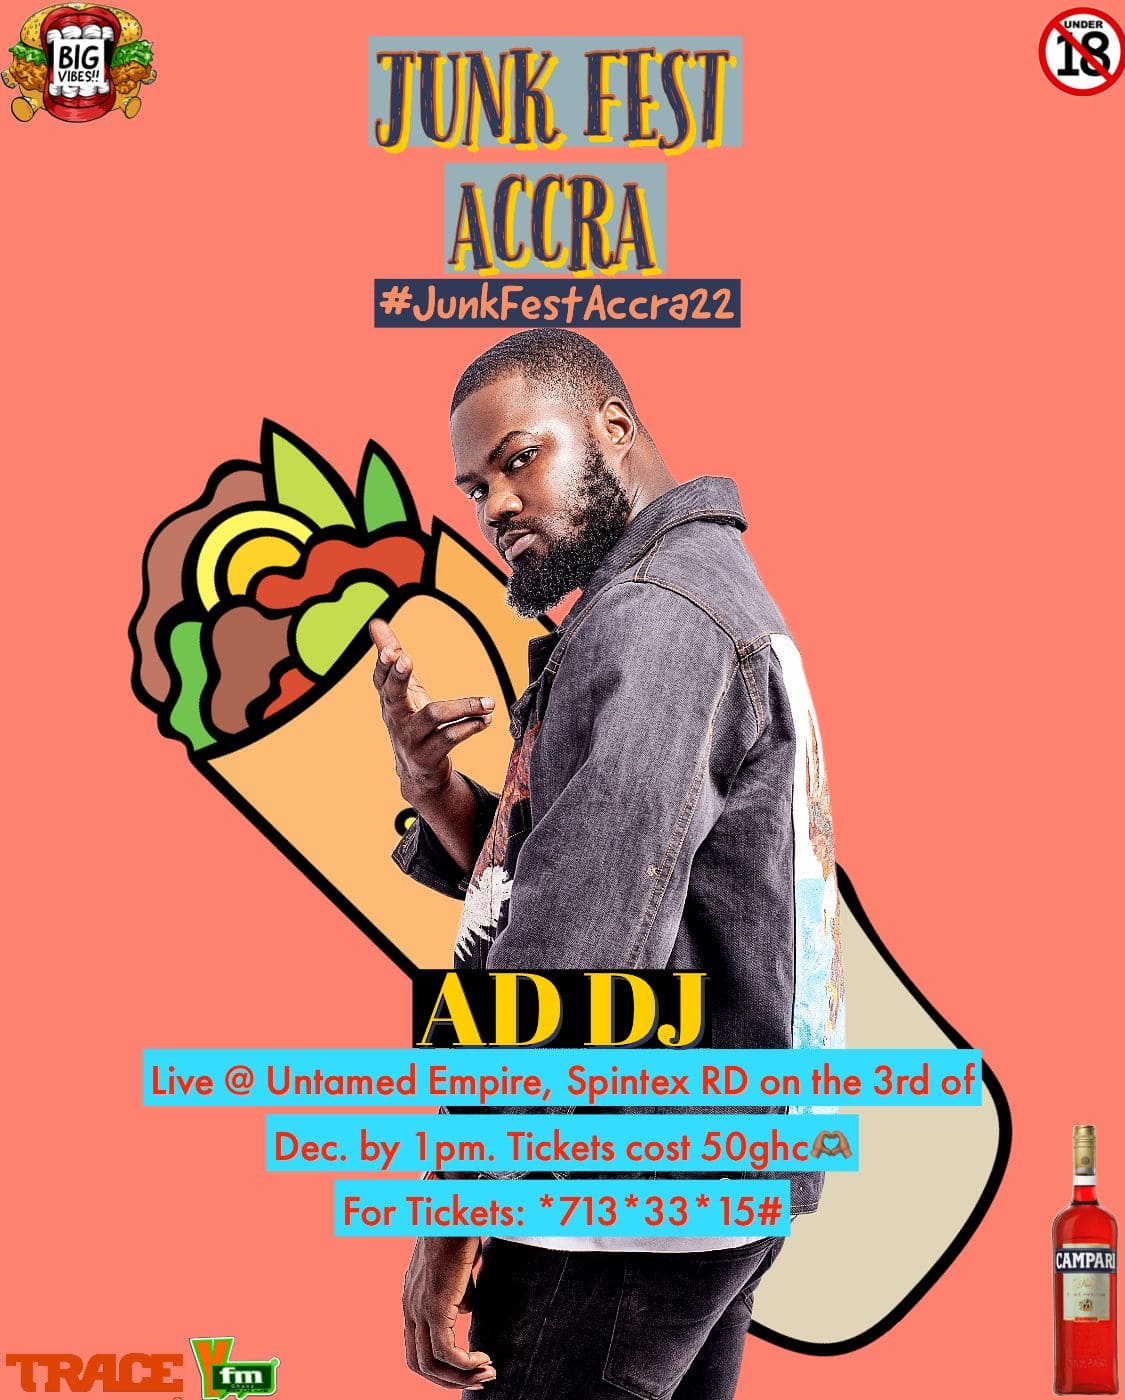 BIG
VIBES!!
UNDER
18
JUNK FEST
ACCRA
#JunkFestAccra22
AD DJ
Live @ Untamed Empire, Spintex RD on the 3rd of
Dec. by 1pm. Tickets cost 50ghc🫶🏽
For Tickets: *713*33*15#
CAMPARI
TRACE
Y
fm
Ghana